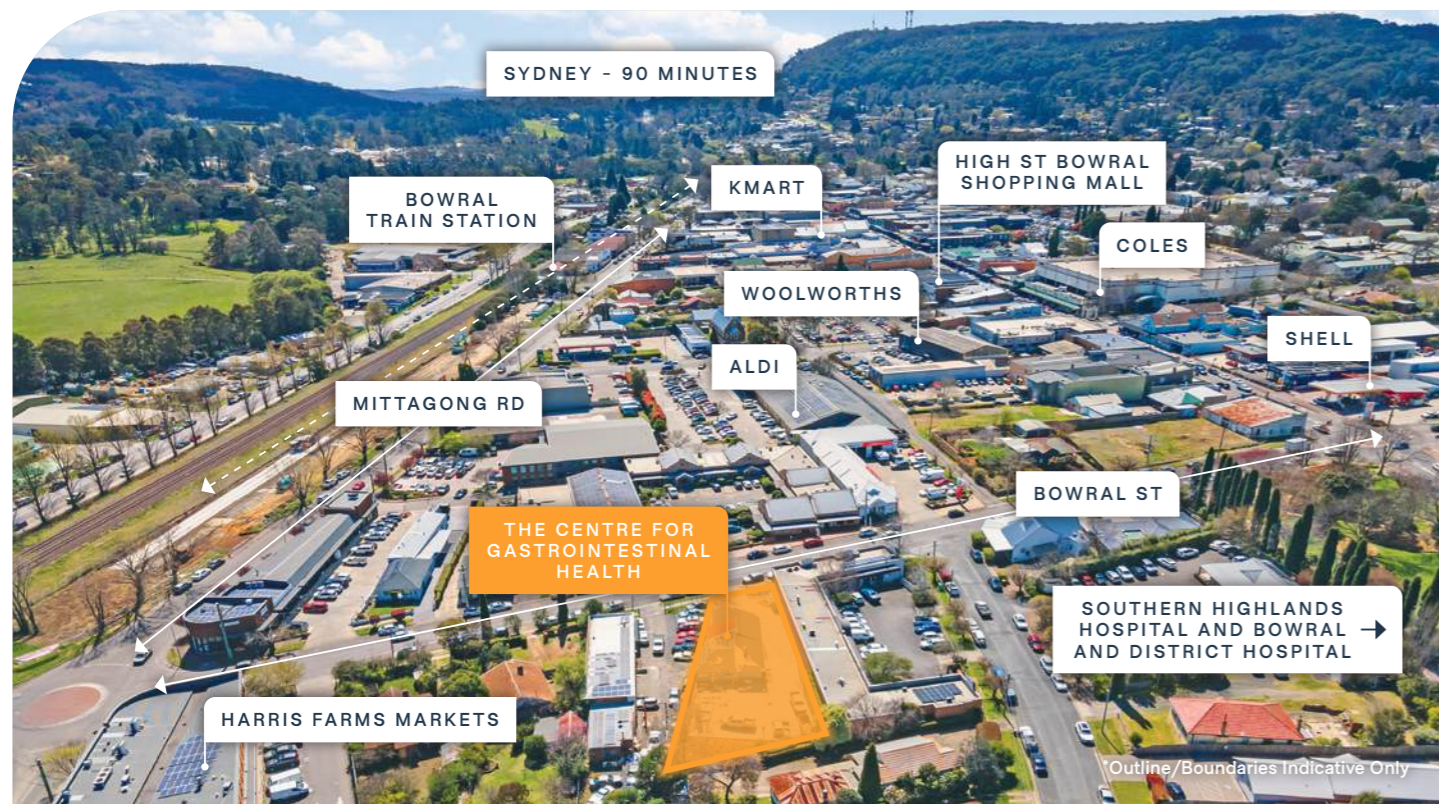 SYDNEY - 90 MINUTES
HIGH ST BOWRAL
SHOPPING MALL
KMART
BOWRAL
TRAIN STATION
COLES
WOOLWORTHS
SHELL
ALDI
MITTAGONG RD
BOWRAL ST
THE CENTRE FOR
GASTROINTESTINAL
HEALTH
SOUTHERN HIGHLANDS
HOSPITAL AND BOWRAL →
AND DISTRICT HOSPITAL
HARRIS FARMS MARKETS
*Outline/Boundaries Indicative Only